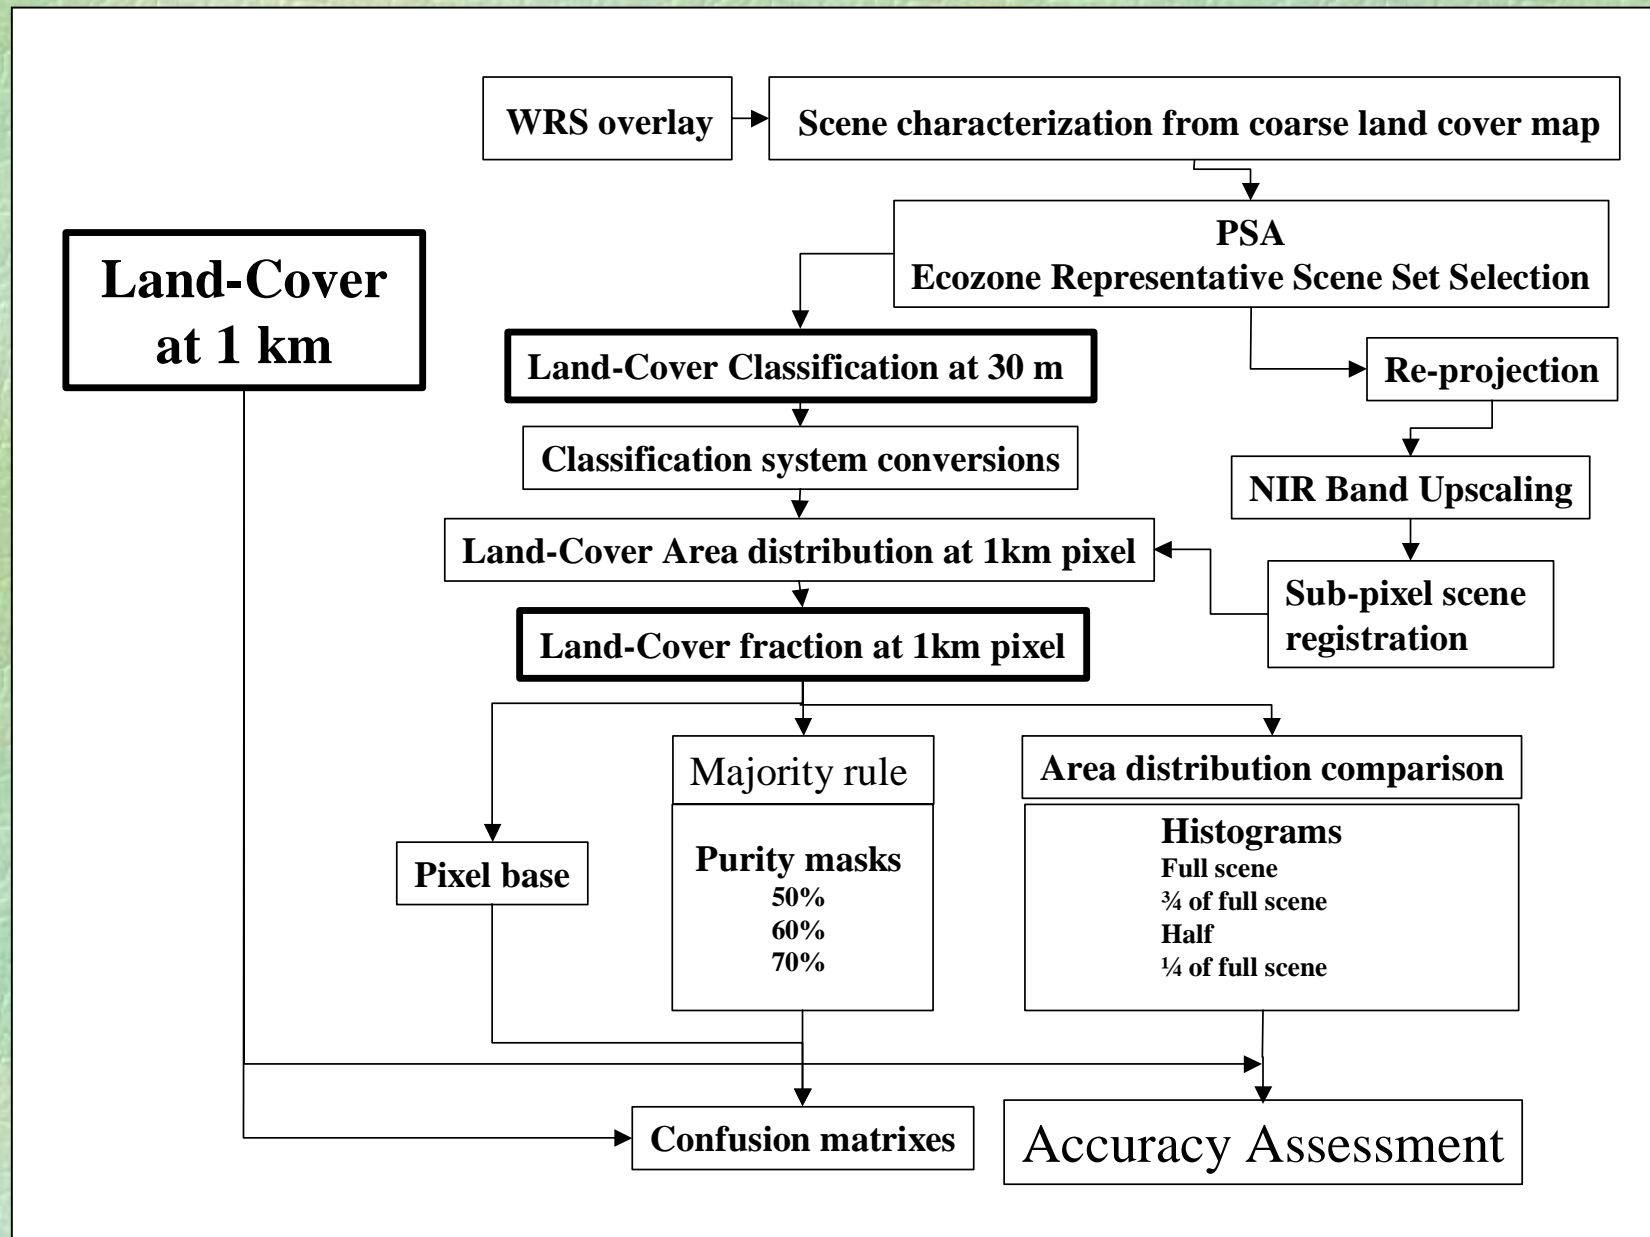 WRS overlay
Scene characterization from coarse land cover map
PSA
Ecozone Representative Scene Set Selection
Land-Cover
at 1 km
Land-Cover Classification at 30 m
Re-projection
Classification system conversions
NIR Band Upscaling
Land-Cover Area distribution at 1km pixel
Sub-pixel scene
registration
Land-Cover fraction at 1km pixel
Majority rule
Area distribution comparison
Pixel base
Purity masks
50%
60%
70%
Histograms
Full scene
¾ of full scene
Half
¼ of full scene
Confusion matrixes
Accuracy Assessment